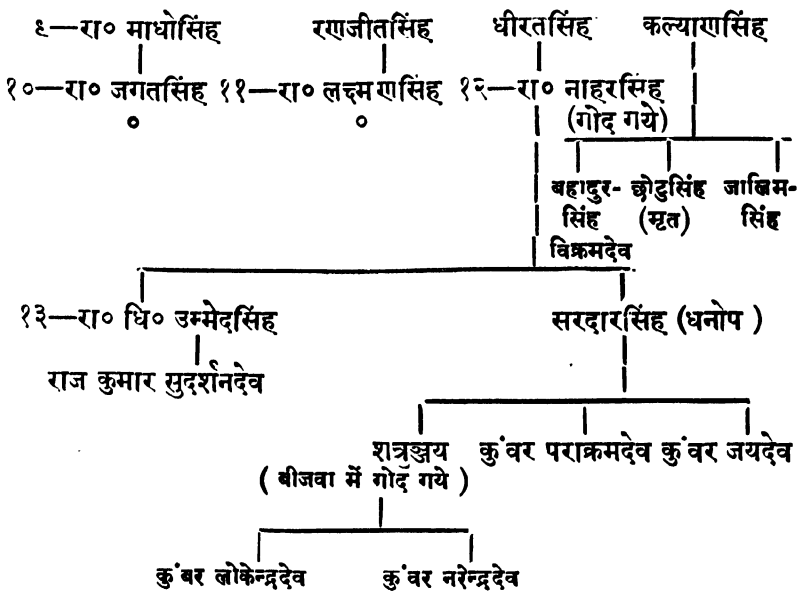 ९—रा० माधोसिंह रणजीतसिंह धीरतसिंह कल्याणसिंह
१०—रा० जगतसिंह ११—रा० लक्ष्मणसिंह १२—रा० नाहरसिंह
(गोद गये)
बहादुर- छोटुसिंह जालिम-
सिंह (मृत) सिंह
विक्रमदेव
१३—रा० धि० उम्मेदसिंह सरदारसिंह (धनोप )
राज कुमार सुदर्शनदेव
शत्रुञ्जय कुंवर पराक्रमदेव कुंवर जयदेव
( बीजवा में गोद गये )
कुंबर लोकेन्द्रदेव कुंवर नरेन्द्रदेव